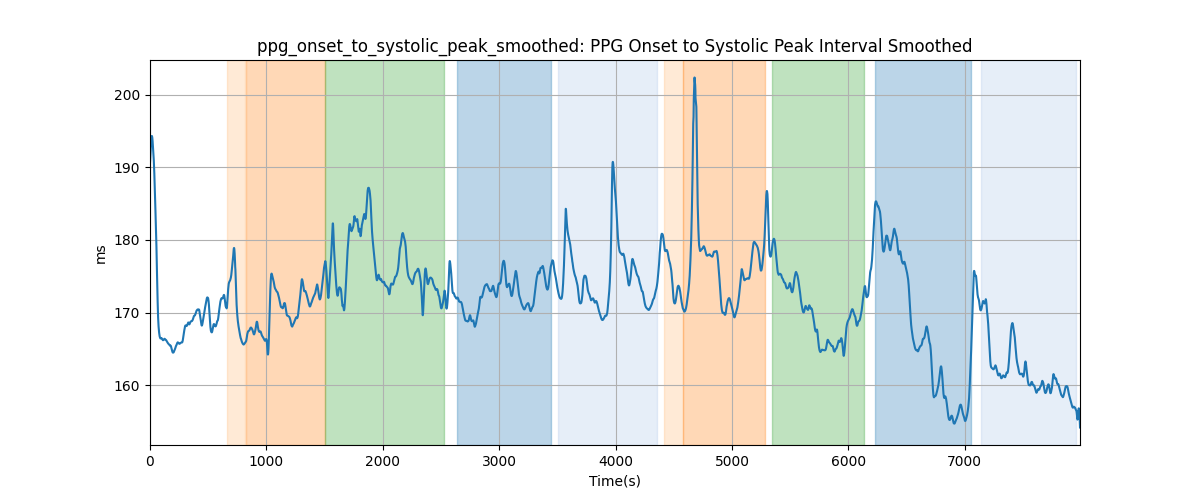 ppg_onset_to_systolic_peak_smoothed: PPG Onset to Systolic Peak Interval Smoothed
200
190
180
170
160
ms
0 1000 2000 3000 4000 5000 6000 7000
Time(s)